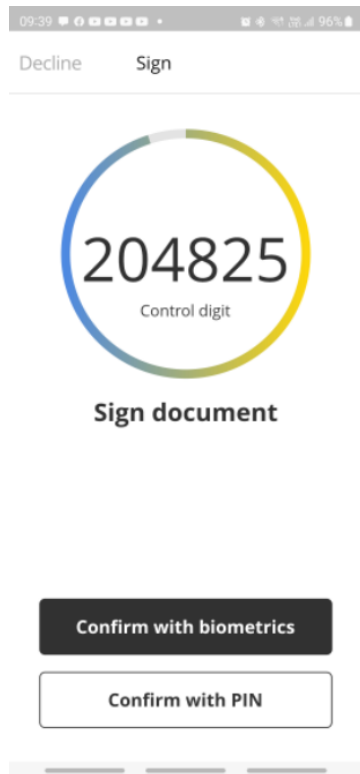 09:39 96%
Decline Sign
204825
Control digit
Sign document
Confirm with biometrics
Confirm with PIN